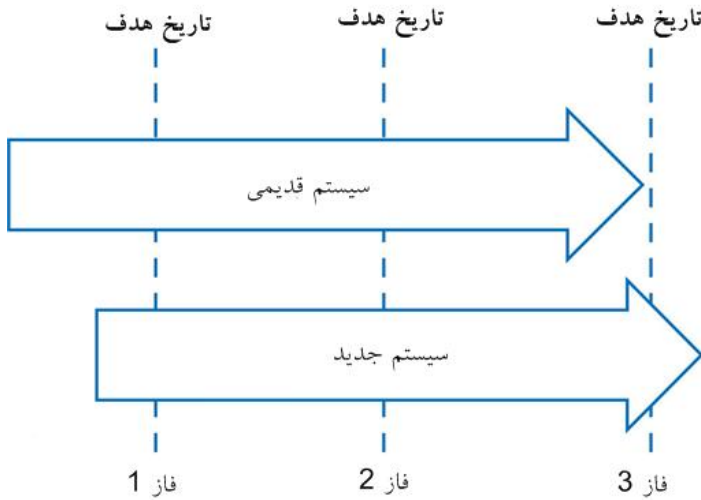 تاریخ هدف
تاریخ هدف
تاریخ هدف
سیستم قدیمی
سیستم جدید
فاز 1
فاز 2
فاز 3